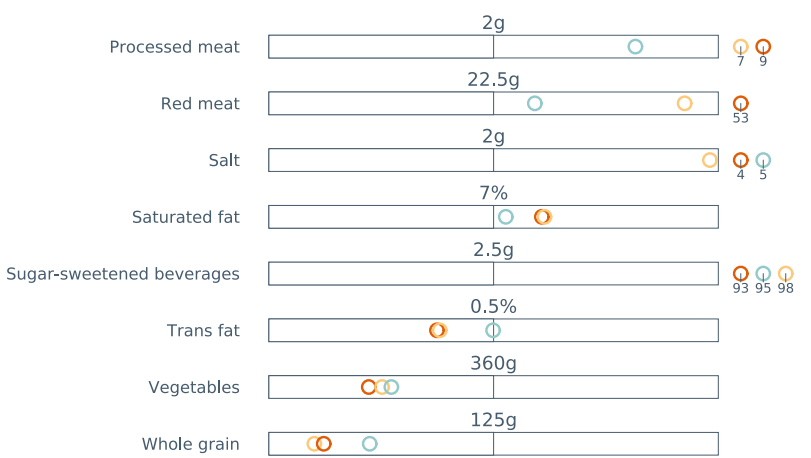 2g
Processed meat
7 9
22.5g
Red meat
53
2g
Salt
4 5
7%
Saturated fat
2.5g
Sugar-sweetened beverages
93 95 98
0.5%
Trans fat
360g
Vegetables
125g
Whole grain